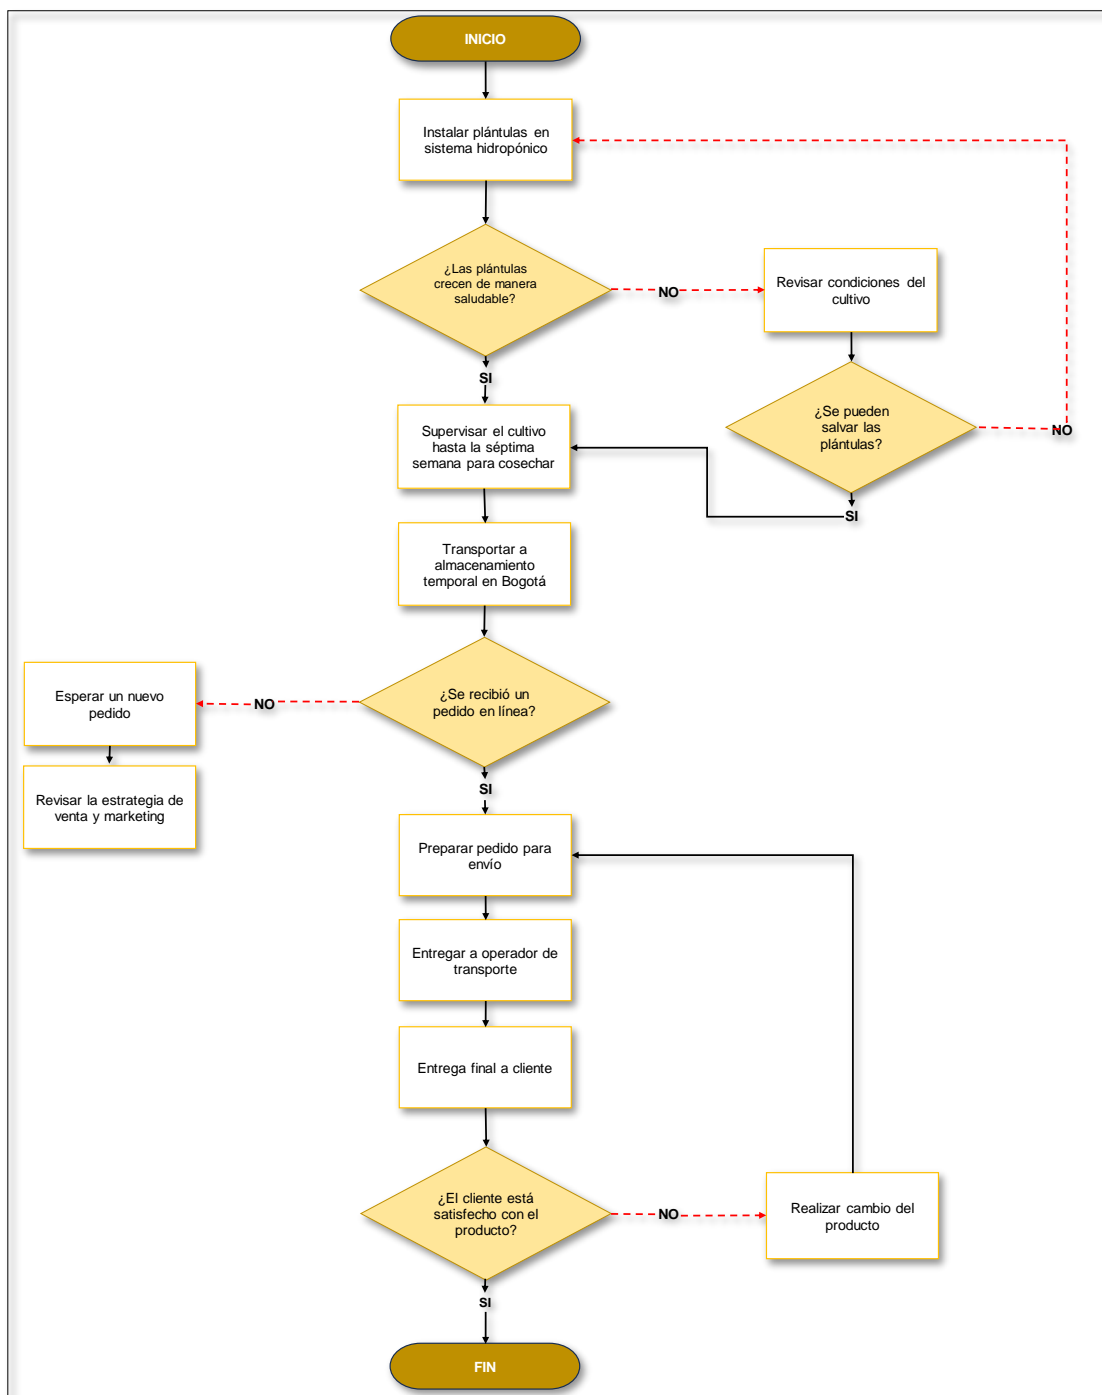 INICIO
Instalar plántulas en
sistema hidropónico
¿Las plántulas
crecen de manera
saludable?
NO
Revisar condiciones del
cultivo
SI
¿Se pueden
salvar las
plántulas?
NO
Supervisar el cultivo
hasta la séptima
semana para cosechar
SI
Transportar a
almacenamiento
temporal en Bogotá
¿Se recibió un
pedido en línea?
NO
Esperar un nuevo
pedido
Revisar la estrategia de
venta y marketing
SI
Preparar pedido para
envío
Entregar a operador de
transporte
Entrega final a cliente
¿El cliente está
satisfecho con el
producto?
NO
Realizar cambio del
producto
SI
FIN